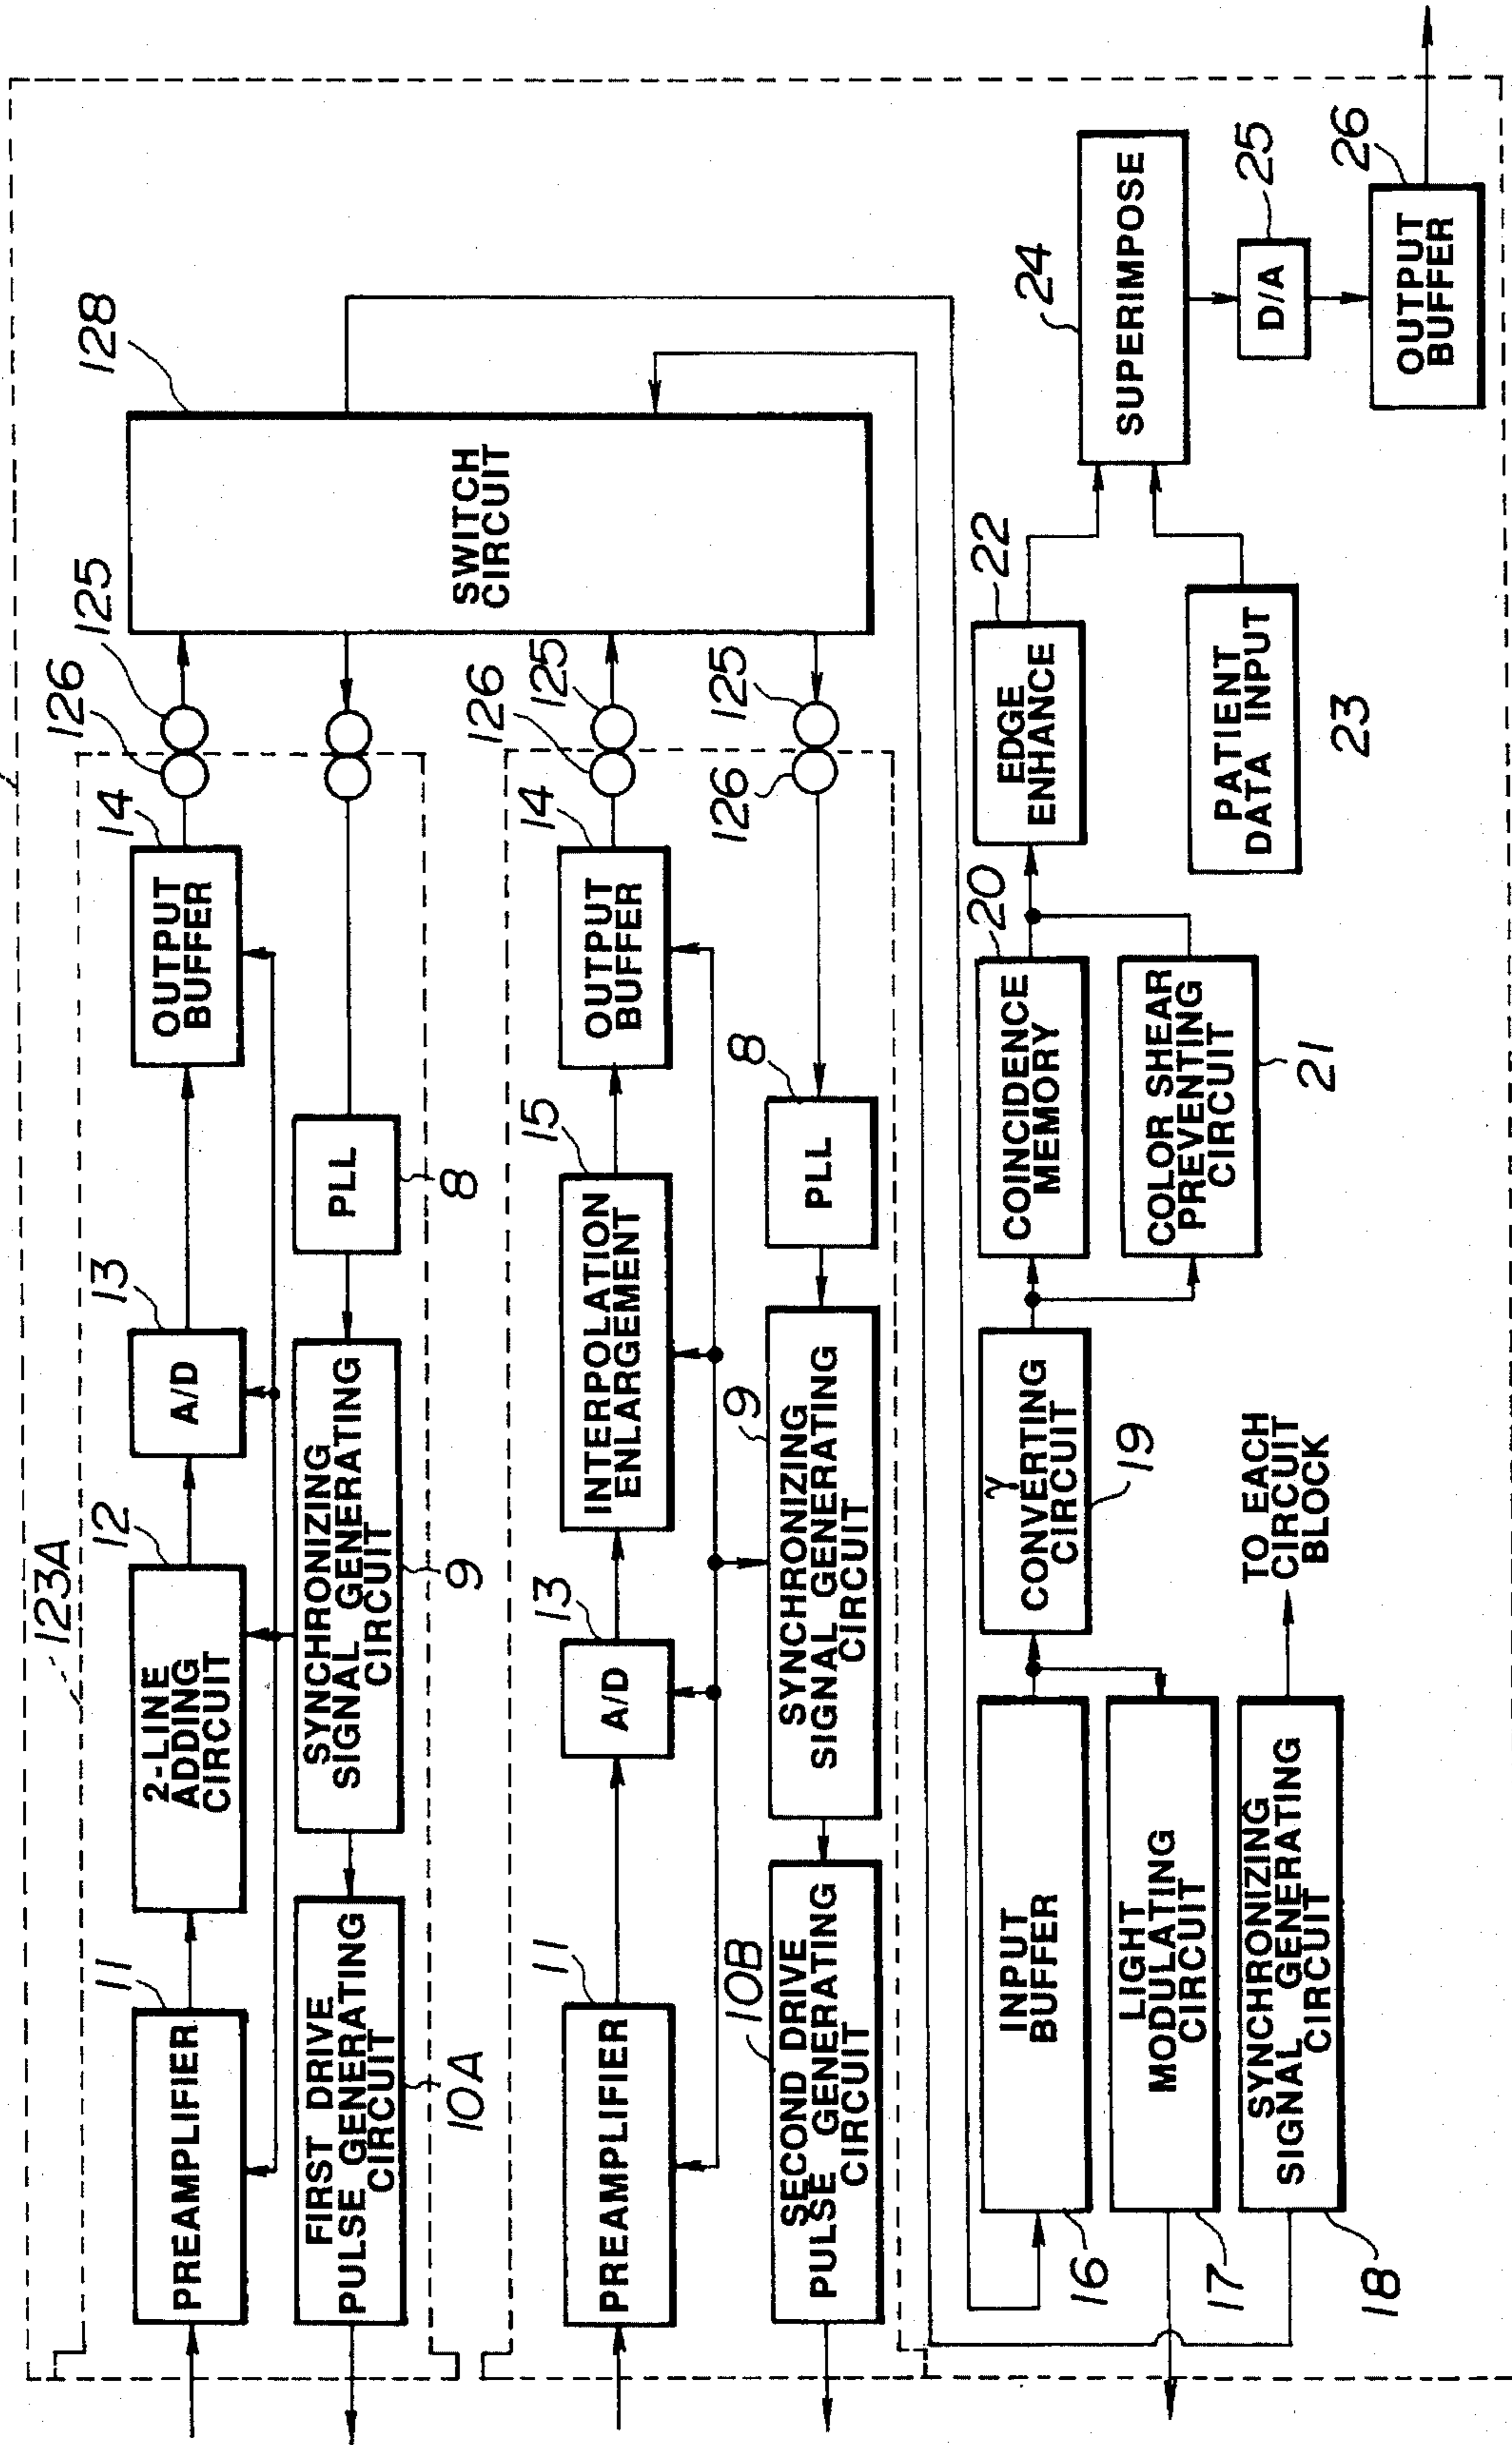 123A
11
12
13
14
126
125
128
PREAMPLIFIER
2-LINE
ADDING
CIRCUIT
A/D
OUTPUT
BUFFER
FIRST DRIVE
PULSE GENERATING
CIRCUIT
SYNCHRONIZING
SIGNAL GENERATING
CIRCUIT
PLL
10A
9
8
SWITCH
CIRCUIT
11
13
15
14
126
125
PREAMPLIFIER
A/D
INTERPOLATION
ENLARGEMENT
OUTPUT
BUFFER
10B
9
8
126
125
SECOND DRIVE
PULSE GENERATING
CIRCUIT
SYNCHRONIZING
SIGNAL GENERATING
CIRCUIT
PLL
20
22
24
INPUT
BUFFER
γ
CONVERTING
CIRCUIT
COINCIDENCE
MEMORY
EDGE
ENHANCE
SUPERIMPOSE
16
19
LIGHT
MODULATING
CIRCUIT
COLOR SHEAR
PREVENTING
CIRCUIT
PATIENT
DATA INPUT
25
D/A
17
21
23
SYNCHRONIZING
SIGNAL GENERATING
CIRCUIT
TO EACH
CIRCUIT
BLOCK
18
26
OUTPUT
BUFFER